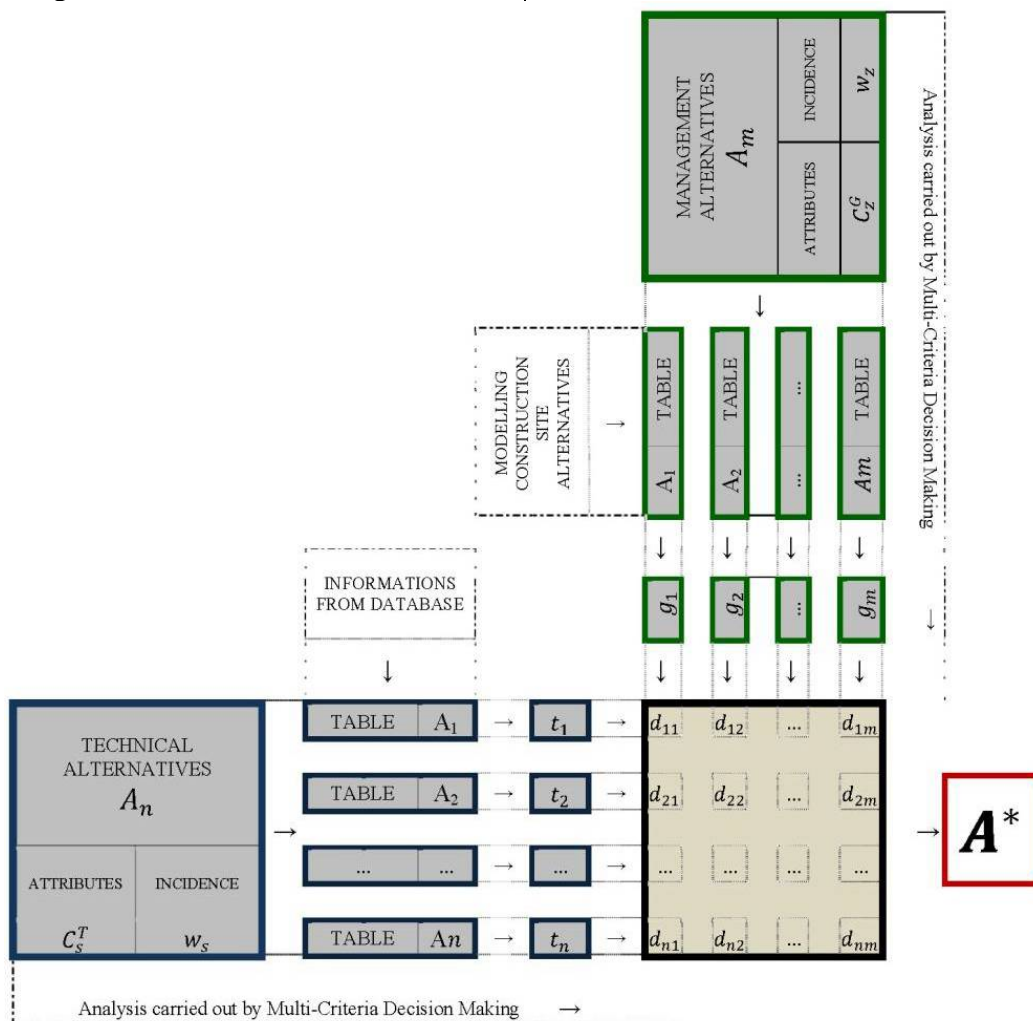 MANAGEMENT
ALTERNATIVES
A_m
INCIDENCE
w_z
ATTRIBUTES
C_z^G
Analysis carried out by Multi-Criteria Decision Making →
↓
MODELLING
CONSTRUCTION
SITE
ALTERNATIVES
→
TABLE TABLE ... TABLE
A_1 A_2 ... Am
↓ ↓ ↓ ↓
g_1 g_2 ... g_m
↓ ↓ ↓ ↓
INFORMATIONS
FROM DATABASE
↓
TECHNICAL
ALTERNATIVES
A_n
ATTRIBUTES INCIDENCE
C_s^T w_s
→
TABLE A_1 → t_1 → d_11 d_12 ... d_1m
TABLE A_2 → t_2 → d_21 d_22 ... d_2m
... ... → ... → ... ... ... ...
TABLE An → t_n → d_n1 d_n2 ... d_nm
→ A*
Analysis carried out by Multi-Criteria Decision Making →